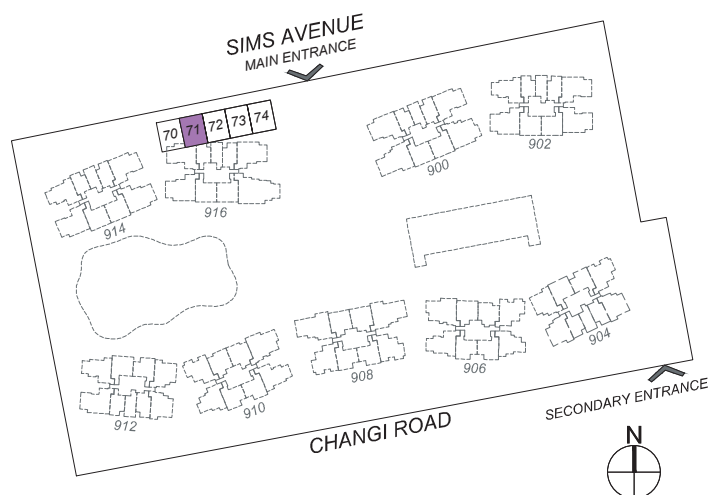 SIMS AVENUE
MAIN ENTRANCE
70 71 72 73 74
902
900
916
914
904
906
908
910
912
SECONDARY ENTRANCE
CHANGI ROAD
N